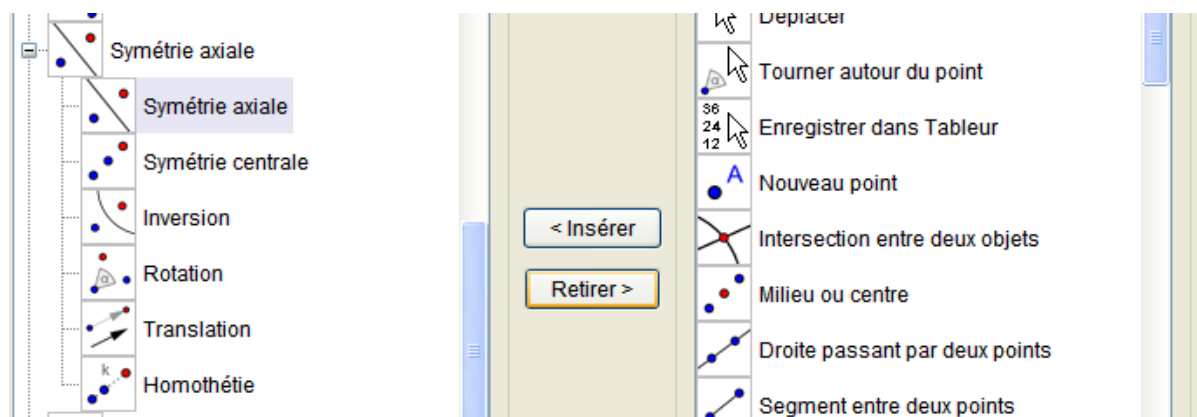 Symétrie axiale
Symétrie axiale
Symétrie centrale
Inversion
α
Rotation
Translation
k
Homothétie
< Insérer
Retirer >
Déplacer
α
Tourner autour du point
36
24
12
Enregistrer dans Tableur
A
Nouveau point
Intersection entre deux objets
Milieu ou centre
Droite passant par deux points
Segment entre deux points